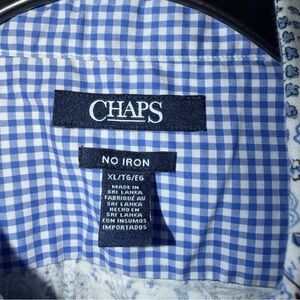 CHAPS
NO IRON
XL/TG/EG
MADE IN
SRI LANKA
FABRIQUÉ AU
SRI LANKA
HECHO EN
SRI LANKA
CON INSUMOS
IMPORTADOS